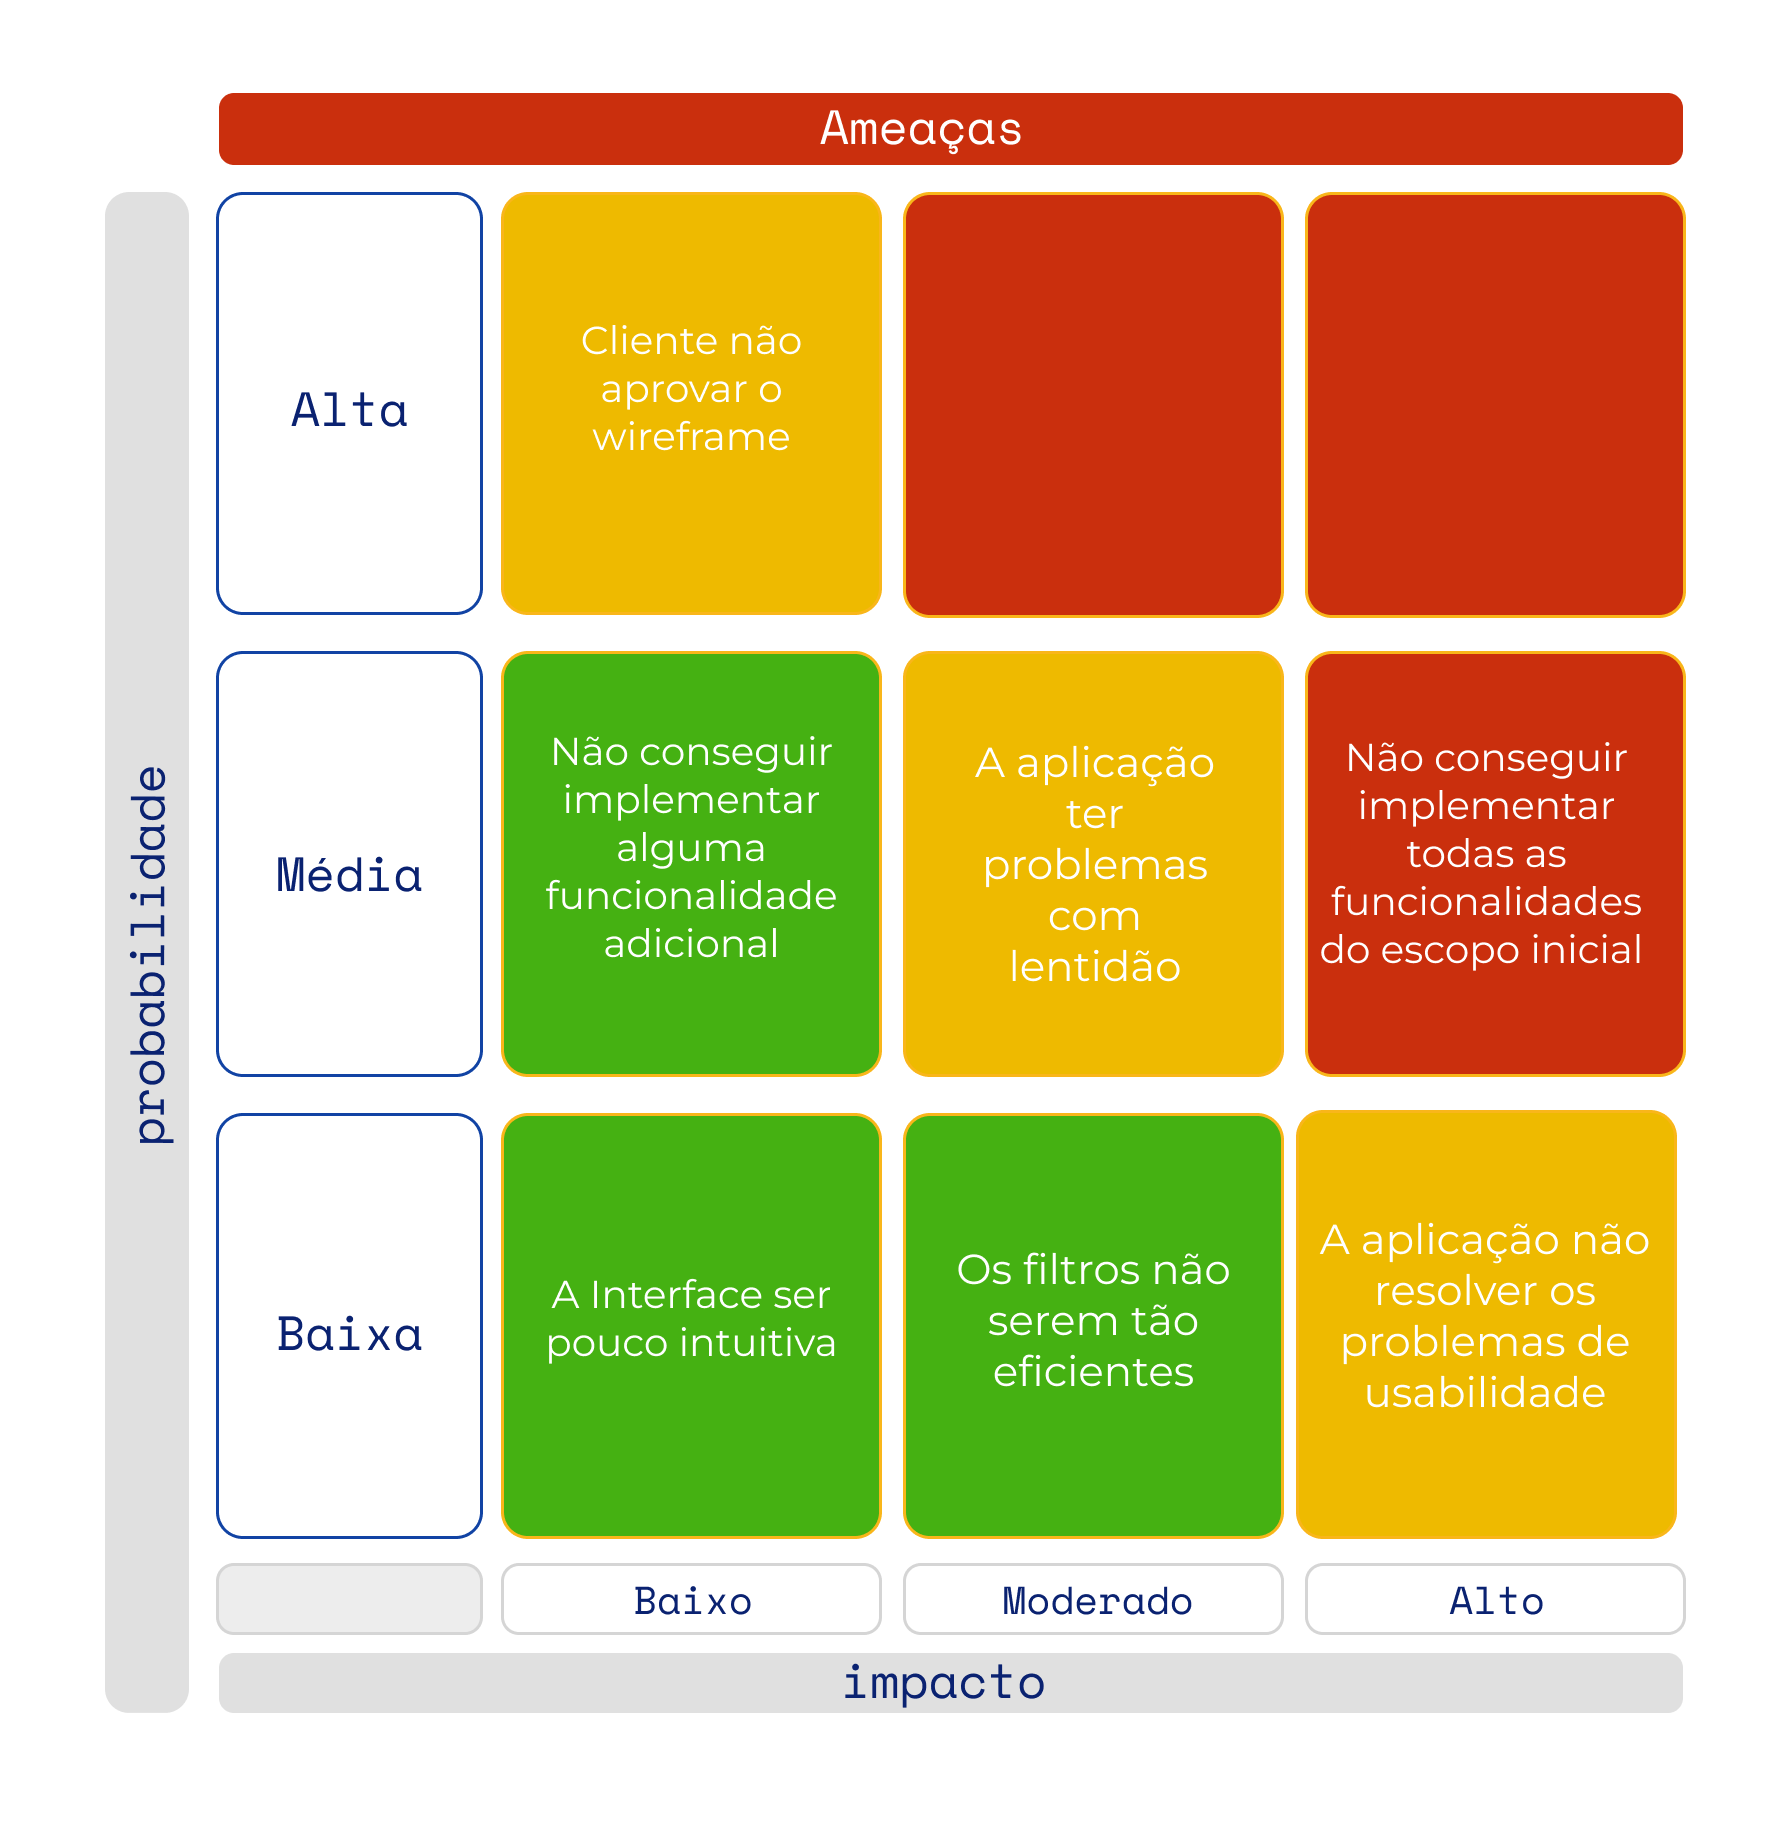 Ameaças
probabilidade
Alta
Cliente não
aprovar o
wireframe
Média
Não conseguir
implementar
alguma
funcionalidade
adicional
A aplicação
ter
problemas
com
lentidão
Não conseguir
implementar
todas as
funcionalidades
do escopo inicial
Baixa
A Interface ser
pouco intuitiva
Os filtros não
serem tão
eficientes
A aplicação não
resolver os
problemas de
usabilidade
Baixo
Moderado
Alto
impacto